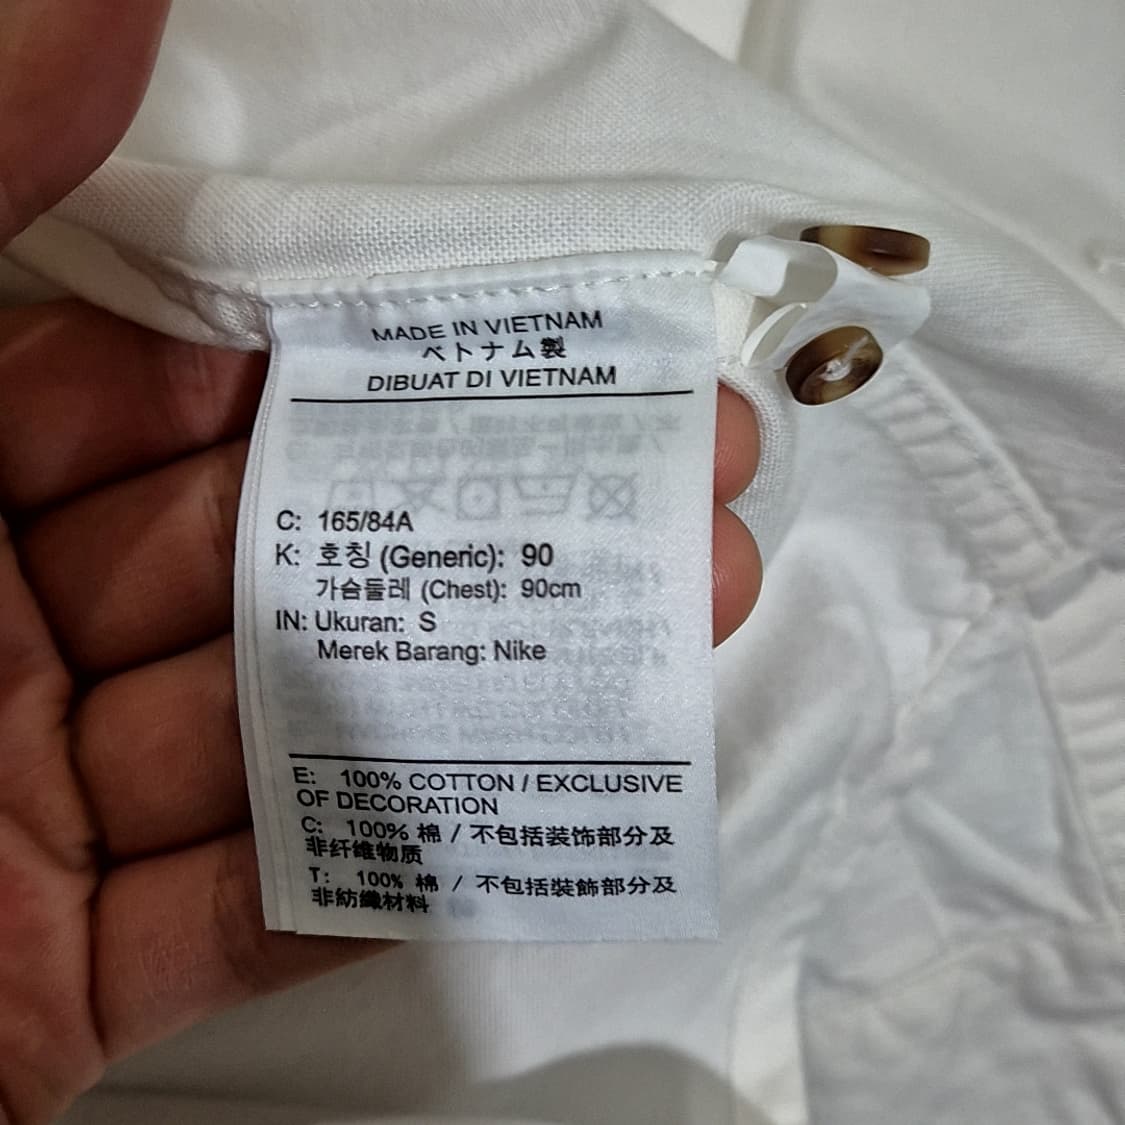 MADE IN VIETNAM
ベトナム製
DIBUAT DI VIETNAM
C: 165/84A
K: 호칭 (Generic): 90
가슴둘레 (Chest): 90cm
IN: Ukuran: S
Merek Barang: Nike
E: 100% COTTON / EXCLUSIVE
OF DECORATION
C: 100% 棉 / 不包括装饰部分及
非纤维物质
T: 100% 棉 / 不包括裝飾部分及
非紡織材料